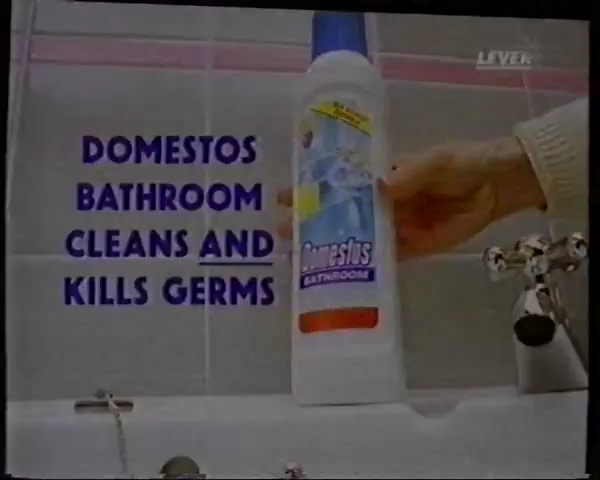 LEVER
DOMESTOS
BATHROOM
CLEANS AND
KILLS GERMS
Domestos
BATHROOM